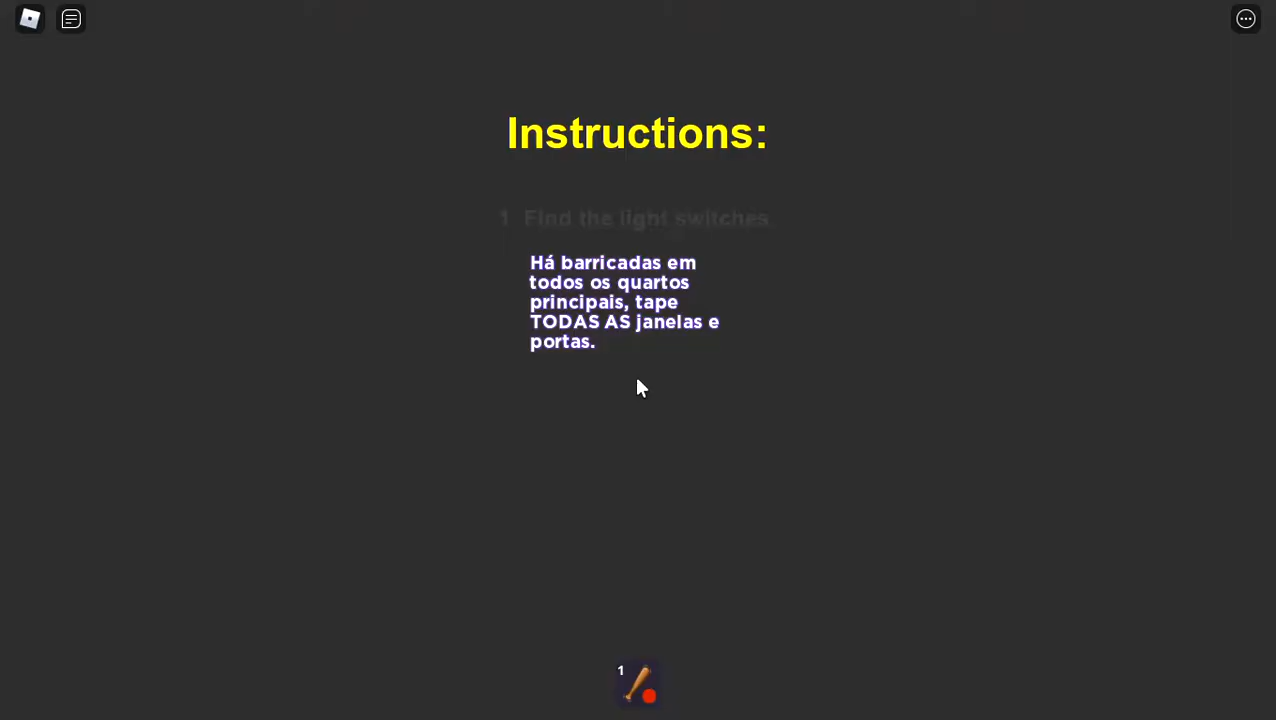 Instructions:
1 Find the light switches
Há barricadas em
todos os quartos
principais, tape
TODAS AS janelas e
portas.
1